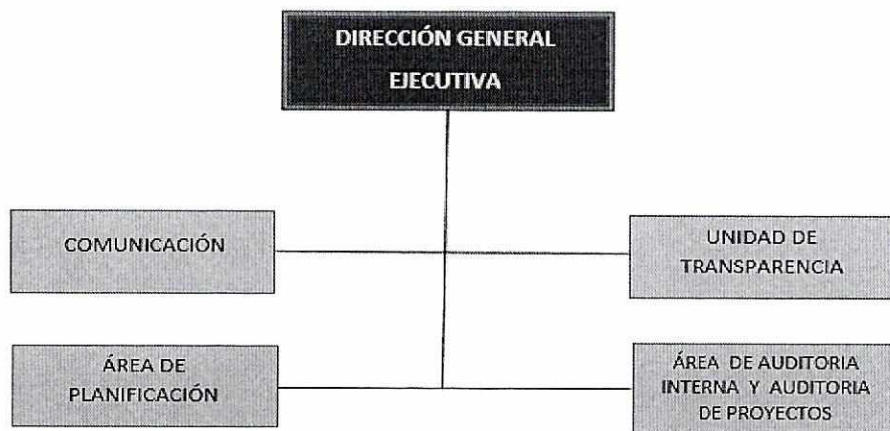 DIRECCIÓN GENERAL
EJECUTIVA
COMUNICACIÓN
UNIDAD DE
TRANSPARENCIA
ÁREA DE
PLANIFICACIÓN
ÁREA DE AUDITORIA
INTERNA Y AUDITORIA
DE PROYECTOS